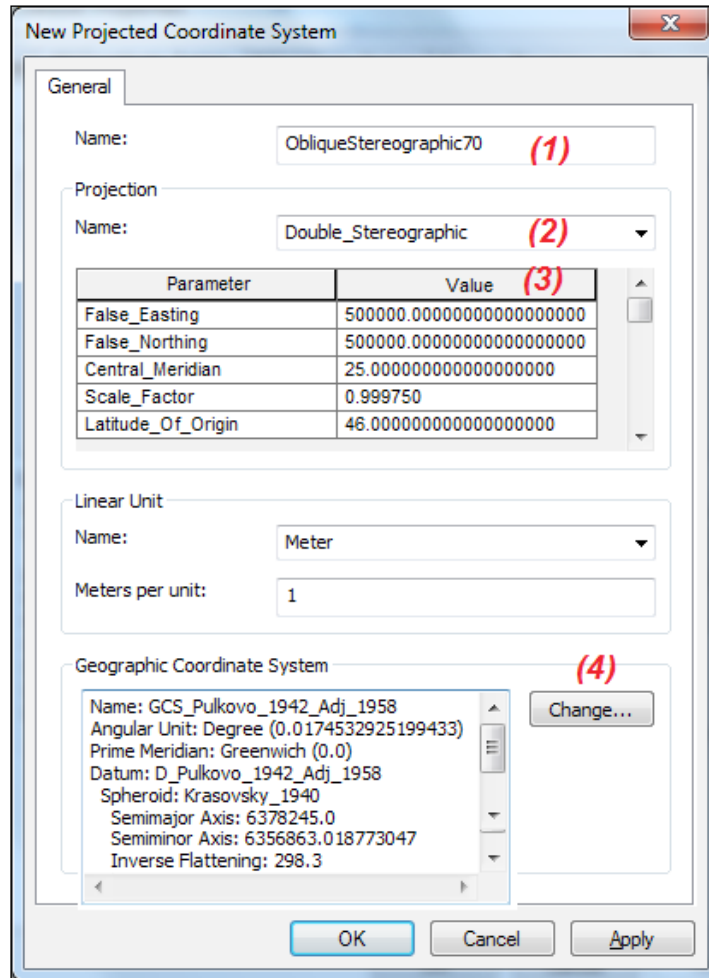 New Projected Coordinate System
X
General
Name: ObliqueStereographic70 (1)
Projection
Name: Double_Stereographic (2)
Parameter Value (3)
False_Easting 500000.00000000000000000
False_Northing 500000.00000000000000000
Central_Meridian 25.000000000000000000
Scale_Factor 0.999750
Latitude_Of_Origin 46.000000000000000000
Linear Unit
Name: Meter
Meters per unit: 1
Geographic Coordinate System (4)
Name: GCS_Pulkovo_1942_Adj_1958
Change...
Angular Unit: Degree (0.0174532925199433)
Prime Meridian: Greenwich (0.0)
Datum: D_Pulkovo_1942_Adj_1958
Spheroid: Krasovsky_1940
Semimajor Axis: 6378245.0
Semiminor Axis: 6356863.018773047
Inverse Flattening: 298.3
OK Cancel Apply